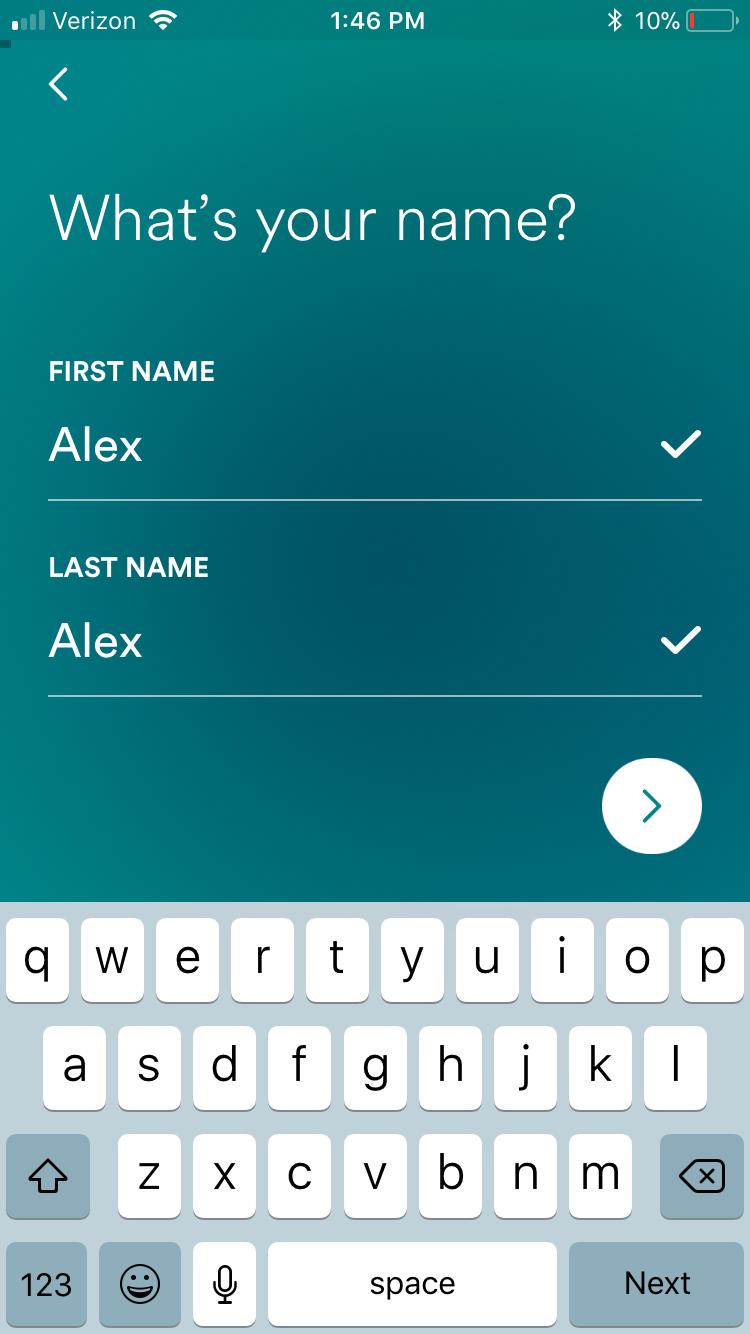 Verizon 1:46 PM 10%
What's your name?
FIRST NAME
Alex
LAST NAME
Alex
q w e r t y u i o p
a s d f g h j k l
z x c v b n m
123 space Next